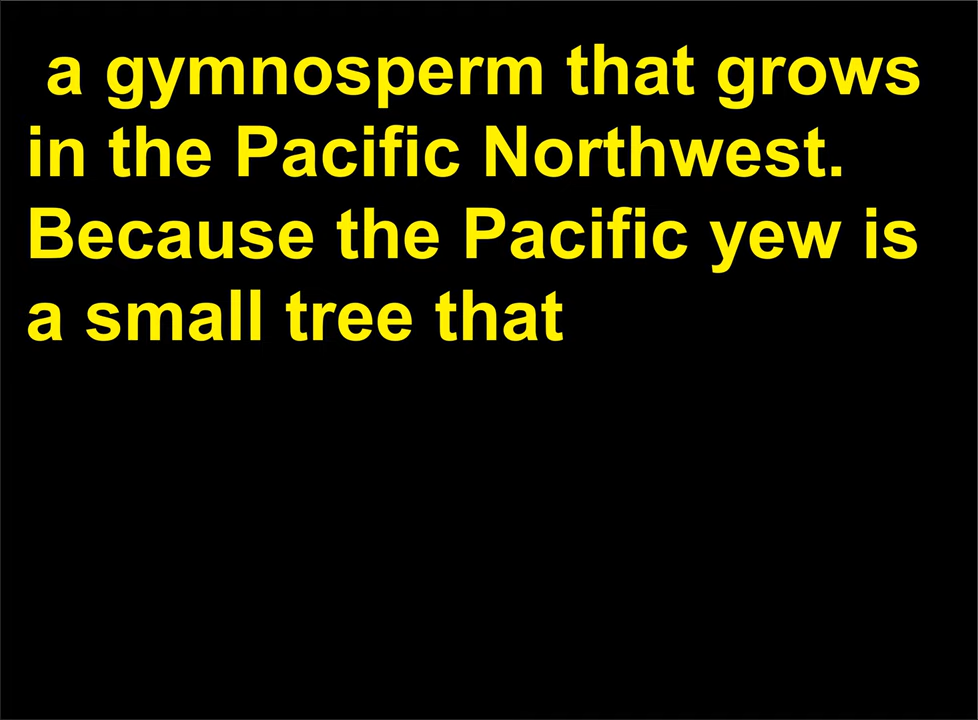 a gymnosperm that grows
in the Pacific Northwest.
Because the Pacific yew is
a small tree that